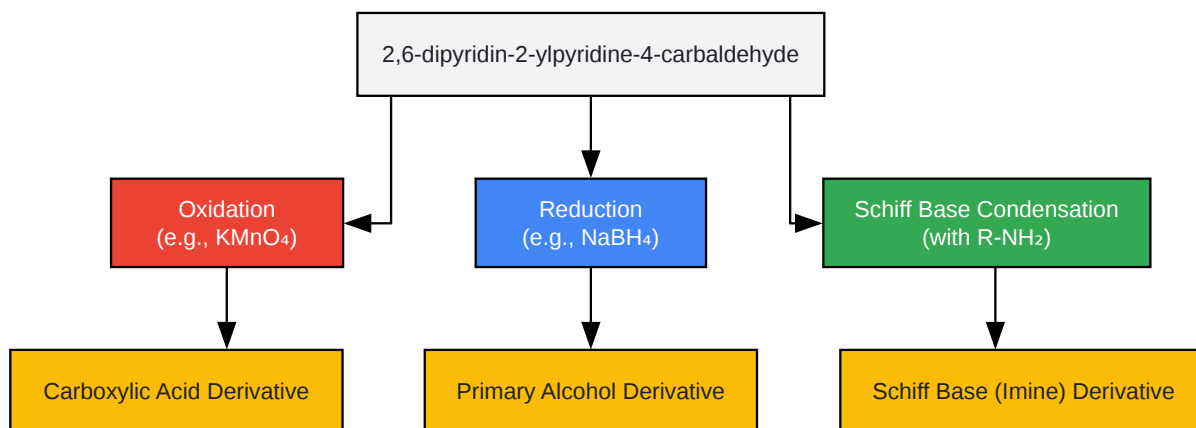 2,6-dipyridin-2-ylpyridine-4-carbaldehyde
Oxidation
(e.g., KMnO₄)
Reduction
(e.g., NaBH₄)
Schiff Base Condensation
(with R-NH₂)
Carboxylic Acid Derivative
Primary Alcohol Derivative
Schiff Base (Imine) Derivative